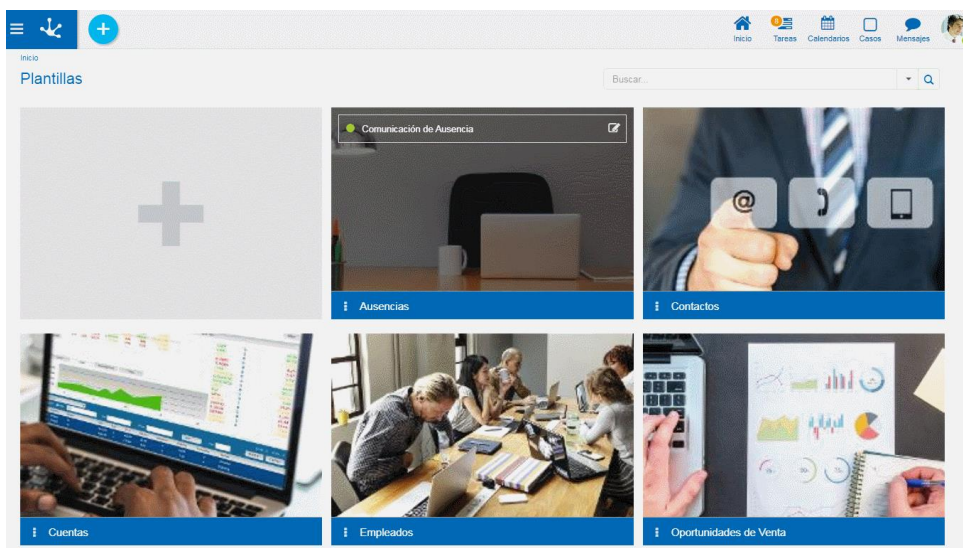 Inicio
Tareas
Calendarios
Casos
Mensajes
Inicio
Plantillas
Buscar...
Comunicación de Ausencia
@
Ausencias
Contactos
Cuentas
Empleados
Oportunidades de Venta